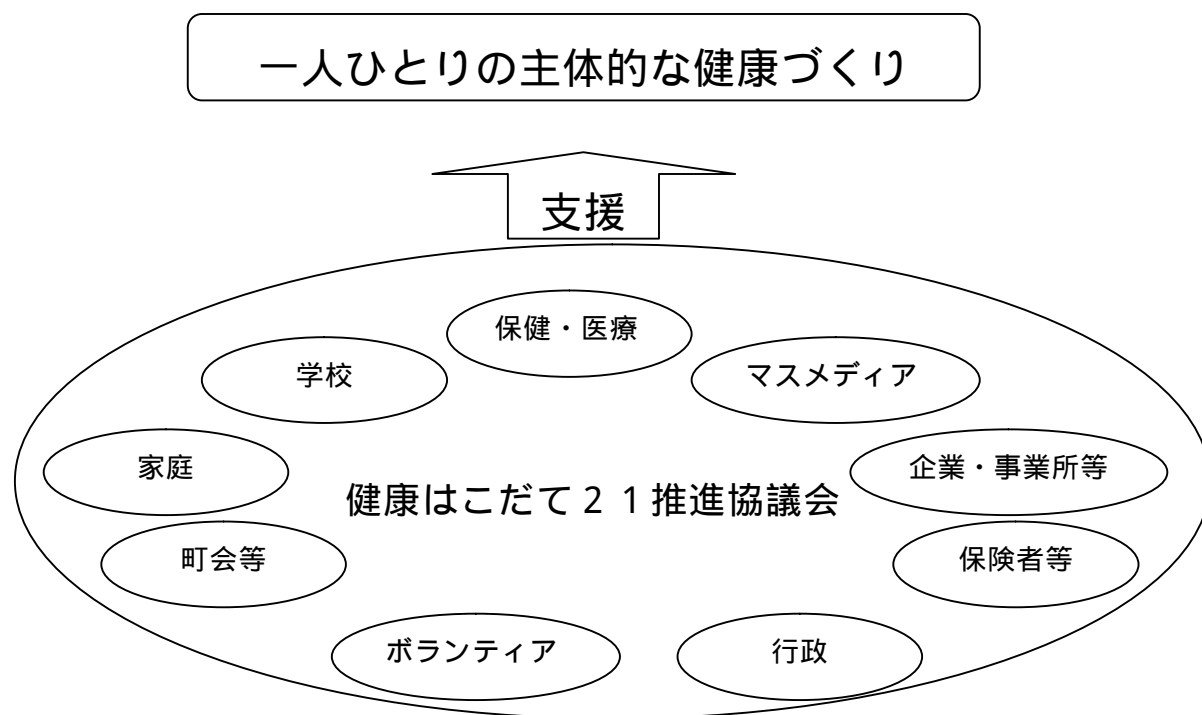 一人ひとりの主体的な健康づくり
支援
保健・医療
学校
マスメディア
家庭
企業・事業所等
健康はこだて２１推進協議会
町会等
保険者等
ボランティア
行政